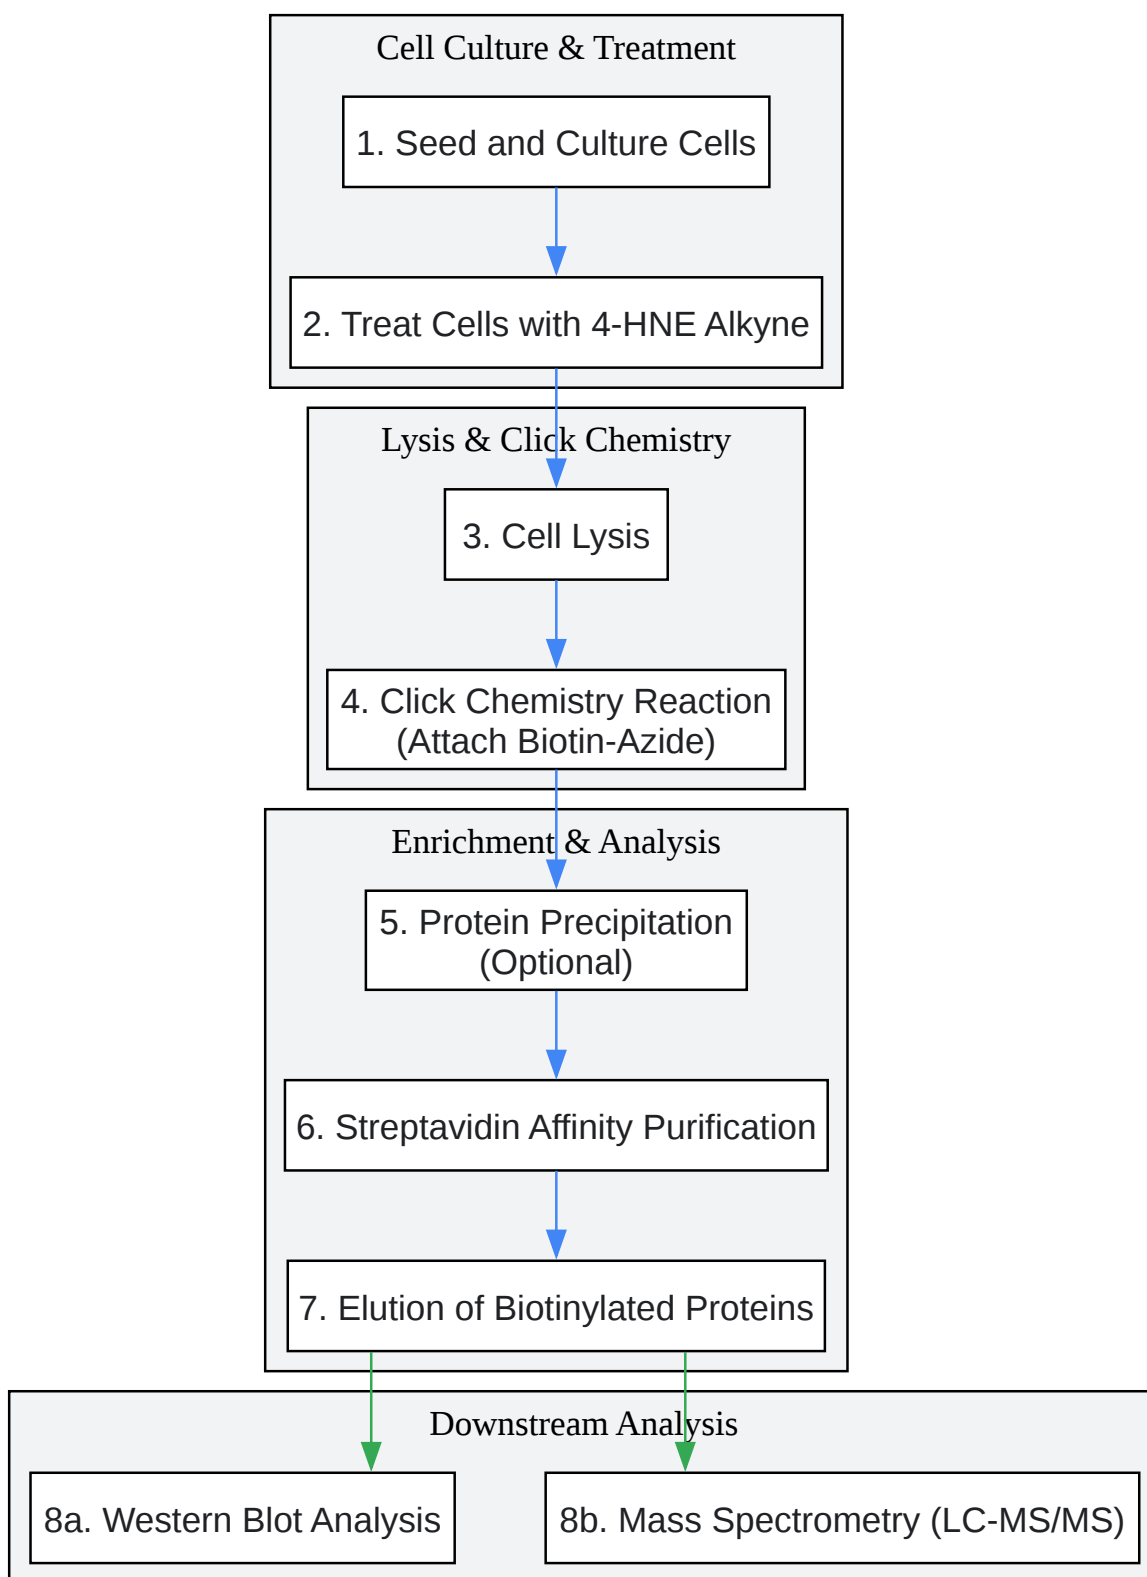 Cell Culture & Treatment
1. Seed and Culture Cells
2. Treat Cells with 4-HNE Alkyne
Lysis & Click Chemistry
3. Cell Lysis
4. Click Chemistry Reaction
(Attach Biotin-Azide)
Enrichment & Analysis
5. Protein Precipitation
(Optional)
6. Streptavidin Affinity Purification
7. Elution of Biotinylated Proteins
Downstream Analysis
8a. Western Blot Analysis
8b. Mass Spectrometry (LC-MS/MS)